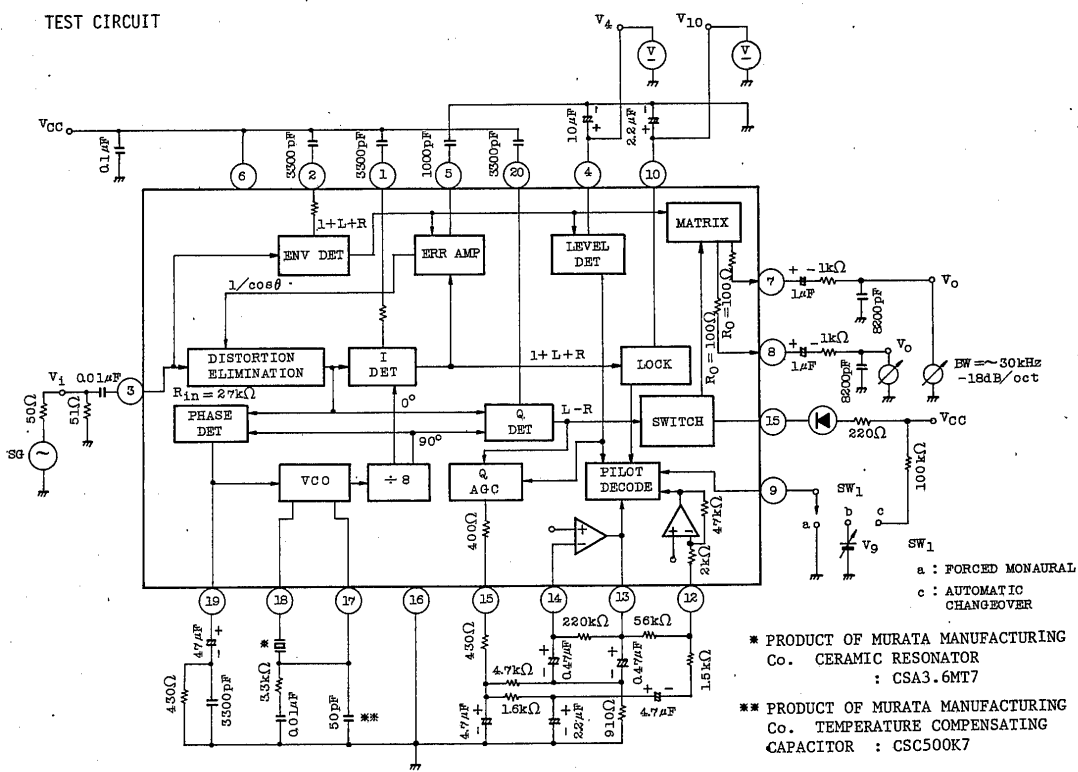 TEST CIRCUIT
V4
V10
V
V
VCC
0.1μF
3300pF
3300pF
1000pF
3300pF
10μF
2.2μF
6
2
1
5
20
4
10
1+L+R
ENV DET
ERR AMP
LEVEL
DET
MATRIX
1/cosθ
RO=100Ω
RO=100Ω
7
1μF
1kΩ
8200pF
VO
8
1μF
1kΩ
8200pF
VO
BW=~30kHz
-18dB/oct
DISTORTION
ELIMINATION
I
DET
1+L+R
LOCK
Vi
0.01μF
3
Rin=27kΩ
0°
50Ω
51Ω
SG
PHASE
DET
90°
Q
DET
L-R
SWITCH
15
220Ω
VCC
100kΩ
VCO
÷8
Q
AGC
PILOT
DECODE
9
SW1
a
b
c
V9
SW1
a : FORCED MONAURAL
c : AUTOMATIC
CHANGEOVER
400Ω
47kΩ
2kΩ
19
18
17
16
15
14
13
12
47μF
430Ω
3300pF
*
3.3kΩ
0.01μF
50pF
**
430Ω
220kΩ
56kΩ
0.47μF
0.47μF
4.7kΩ
1.6kΩ
1.5kΩ
4.7μF
22μF
910Ω
4.7μF
* PRODUCT OF MURATA MANUFACTURING
Co. CERAMIC RESONATOR
: CSA3.6MT7
** PRODUCT OF MURATA MANUFACTURING
Co. TEMPERATURE COMPENSATING
CAPACITOR : CSC500K7